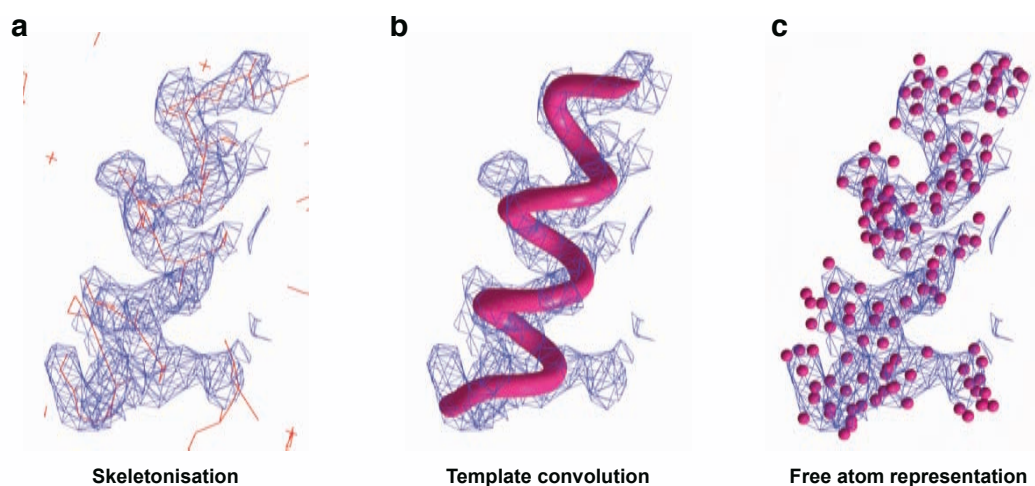 a
b
c
Skeletonisation
Template convolution
Free atom representation